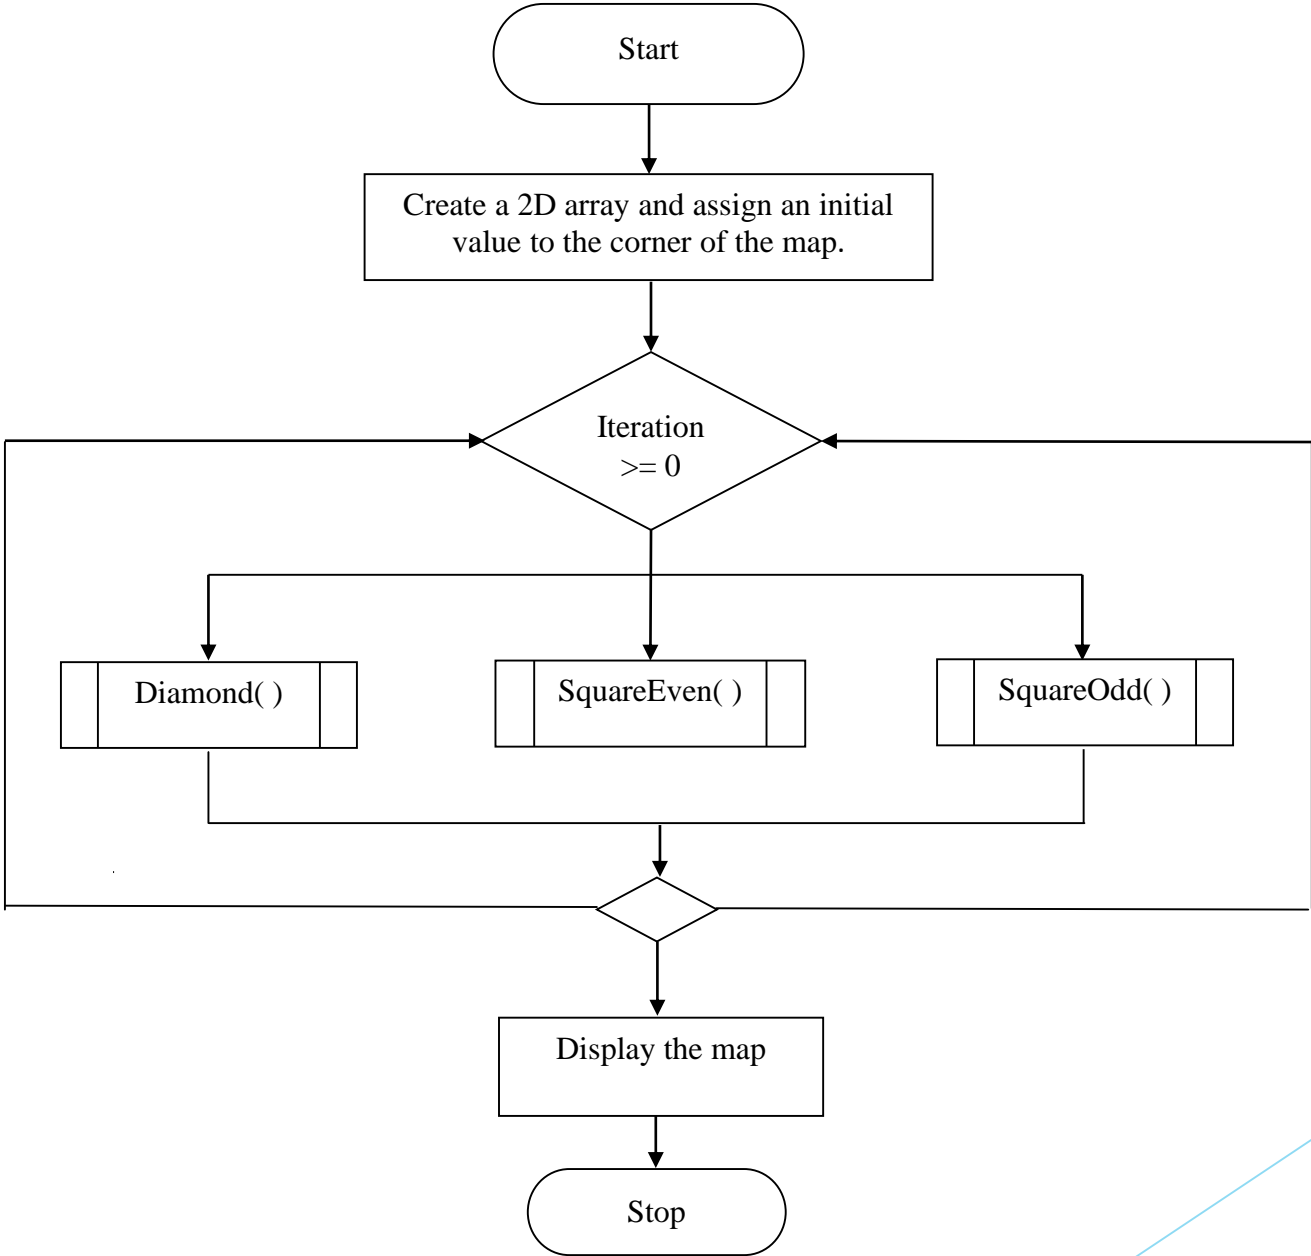 Start
Create a 2D array and assign an initial
value to the corner of the map.
Iteration
>= 0
Diamond( )
SquareEven( )
SquareOdd( )
Display the map
Stop